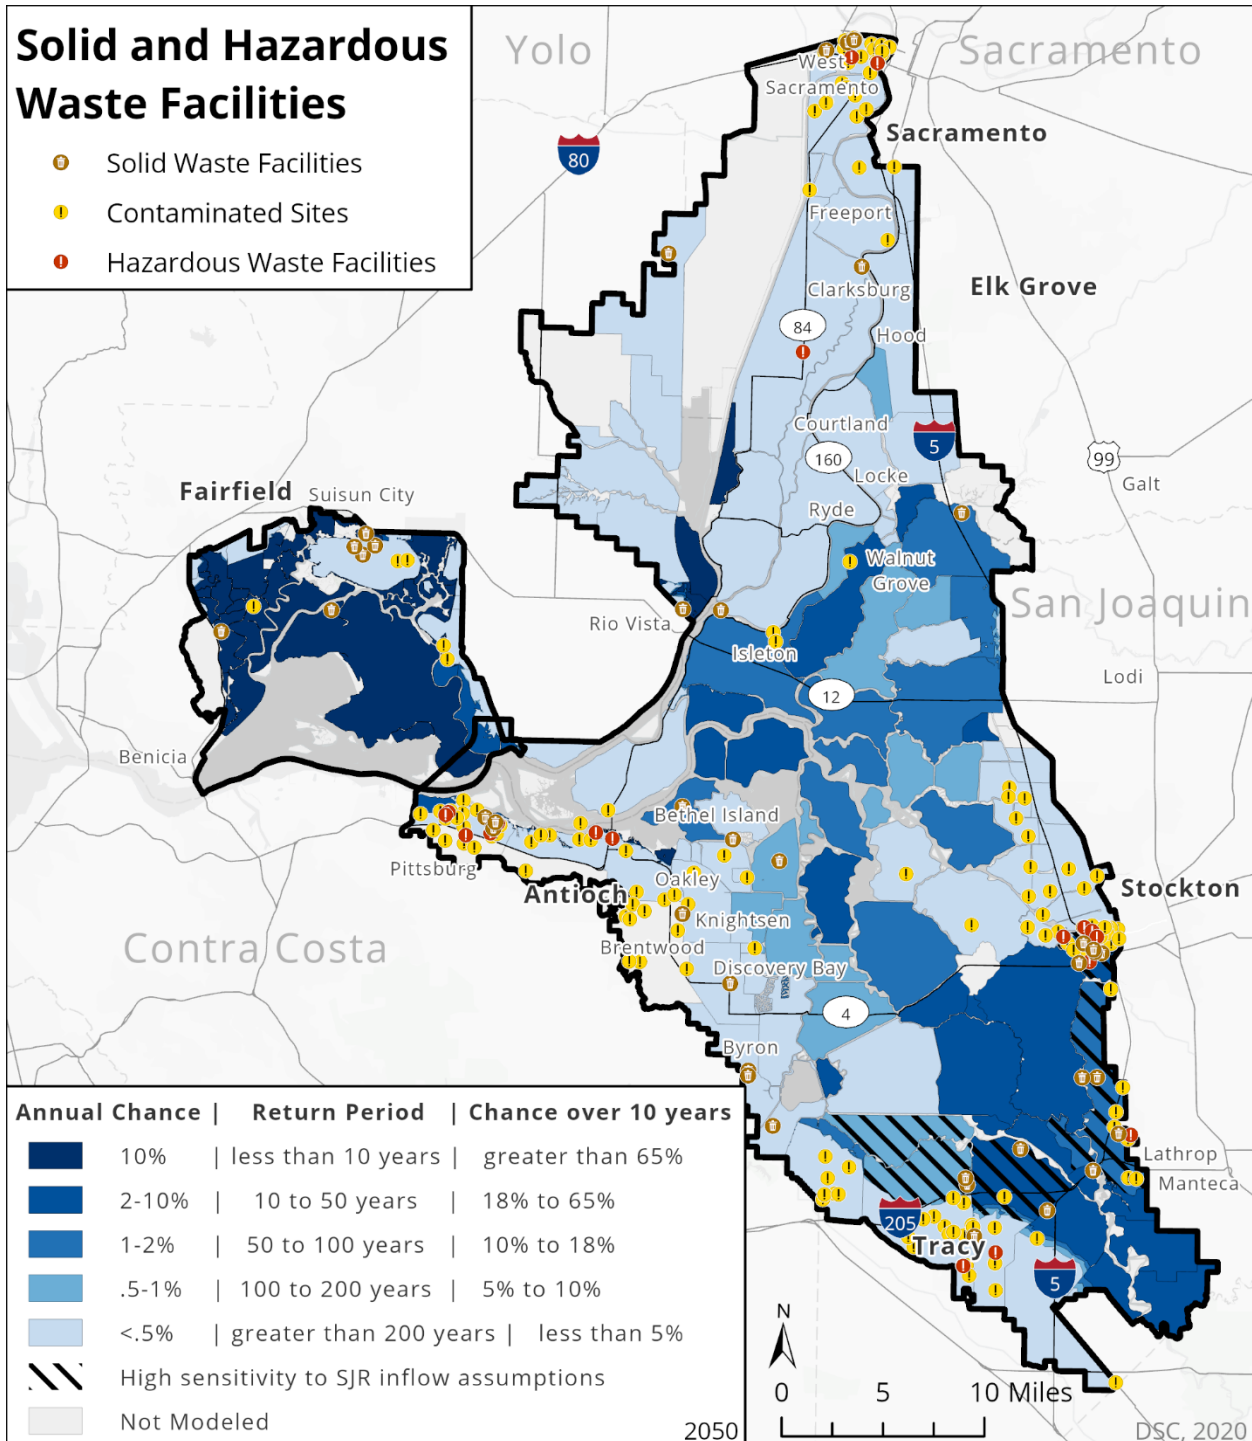 Solid and Hazardous
Waste Facilities
Solid Waste Facilities
Contaminated Sites
Hazardous Waste Facilities
Yolo
Sacramento
West
Sacramento
Sacramento
80
Freeport
Elk Grove
Clarksburg
84
Hood
Courtland
5
160
99
Locke
Galt
Fairfield
Suisun City
Ryde
Walnut
Grove
San Joaquin
Rio Vista
Isleton
Lodi
12
Benicia
Bethel Island
Pittsburg
Oakley
Antioch
Stockton
Knightsen
Contra Costa
Brentwood
Discovery Bay
4
Byron
Lathrop
Manteca
205
Tracy
5
Annual Chance | Return Period | Chance over 10 years
10% | less than 10 years | greater than 65%
2-10% | 10 to 50 years | 18% to 65%
1-2% | 50 to 100 years | 10% to 18%
.5-1% | 100 to 200 years | 5% to 10%
<.5% | greater than 200 years | less than 5%
High sensitivity to SJR inflow assumptions
Not Modeled
N
0 5 10 Miles
2050
DSC, 2020